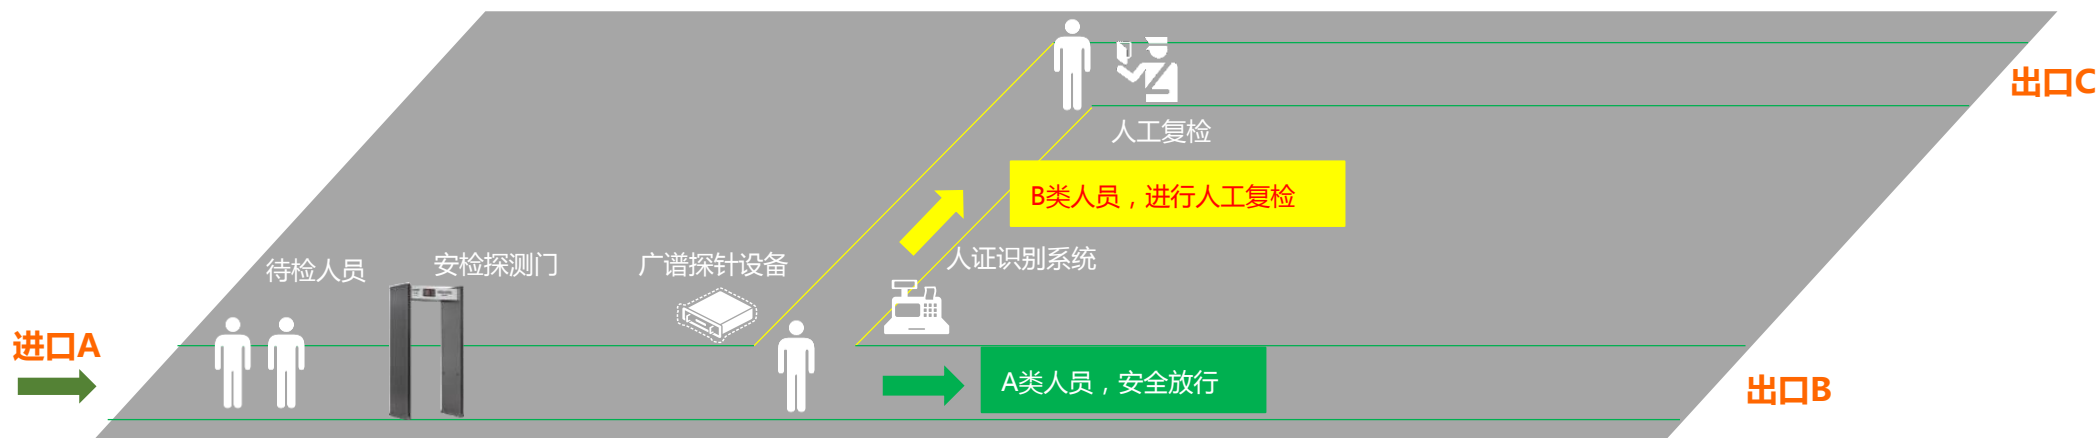 出口C
人工复检
B类人员，进行人工复检
人证识别系统
待检人员
安检探测门
广谱探针设备
进口A
A类人员，安全放行
出口B